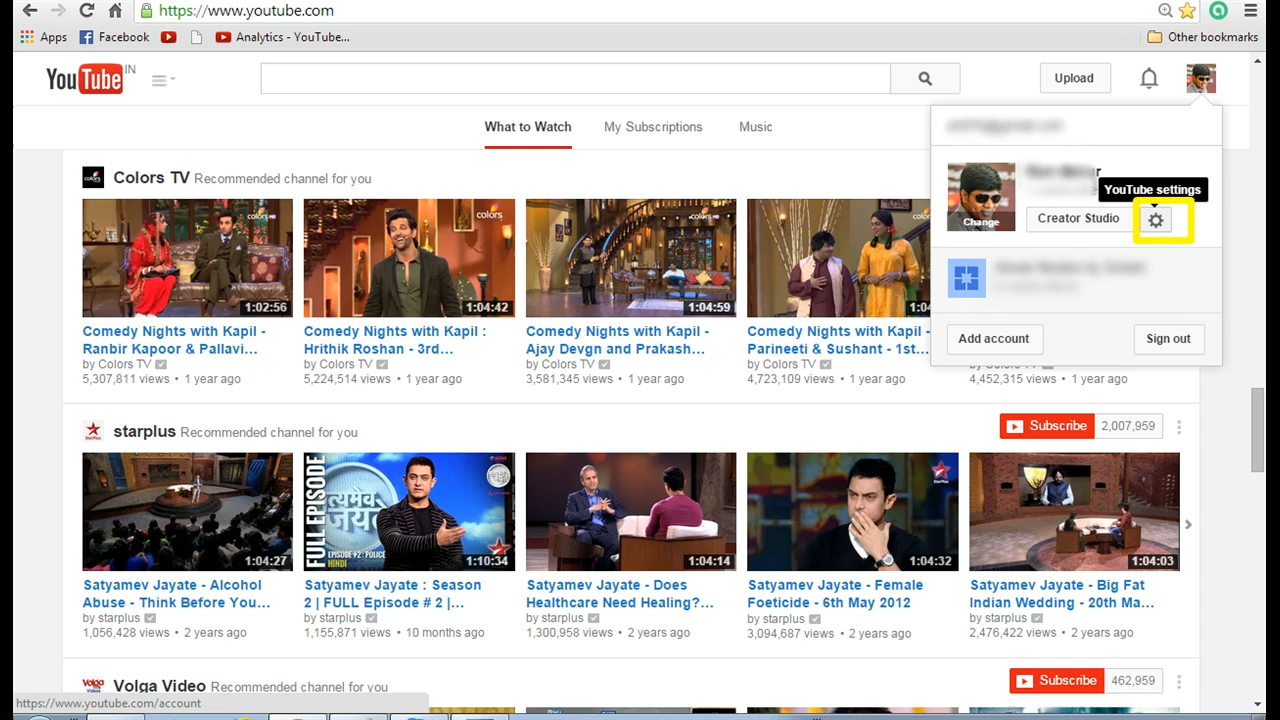 https://www.youtube.com
Apps Facebook Analytics - YouTube... Other bookmarks
YouTube IN
Upload
What to Watch My Subscriptions Music
YouTube settings
Change
Creator Studio
Add account Sign out
Colors TV Recommended channel for you
colors
1:02:56 1:04:42 1:04:59 1:04
Comedy Nights with Kapil - Comedy Nights with Kapil : Comedy Nights with Kapil - Comedy Nights with Kapil -
Ranbir Kapoor & Pallavi... Hrithik Roshan - 3rd... Ajay Devgn and Prakash... Parineeti & Sushant - 1st...
by Colors TV by Colors TV by Colors TV by Colors TV
5,307,811 views • 1 year ago 5,224,514 views • 1 year ago 3,581,345 views • 1 year ago 4,723,109 views • 1 year ago 4,452,315 views • 1 year ago
starplus Recommended channel for you Subscribe 2,007,959
FULL EPISODE
सत्यमेव जयते
EPISODE #2 : POLICE
HINDI
1:04:27 1:10:34 1:04:14 1:04:32 1:04:03
Satyamev Jayate - Alcohol Satyamev Jayate : Season Satyamev Jayate - Does Satyamev Jayate - Female Satyamev Jayate - Big Fat
Abuse - Think Before You... 2 | FULL Episode # 2 |... Healthcare Need Healing?... Foeticide - 6th May 2012 Indian Wedding - 20th Ma...
by starplus by starplus by starplus by starplus by starplus
1,056,428 views • 2 years ago 1,155,871 views • 10 months ago 1,300,958 views • 2 years ago 3,094,687 views • 2 years ago 2,476,422 views • 2 years ago
Volga Video Recommended channel for you Subscribe 462,959
https://www.youtube.com/account